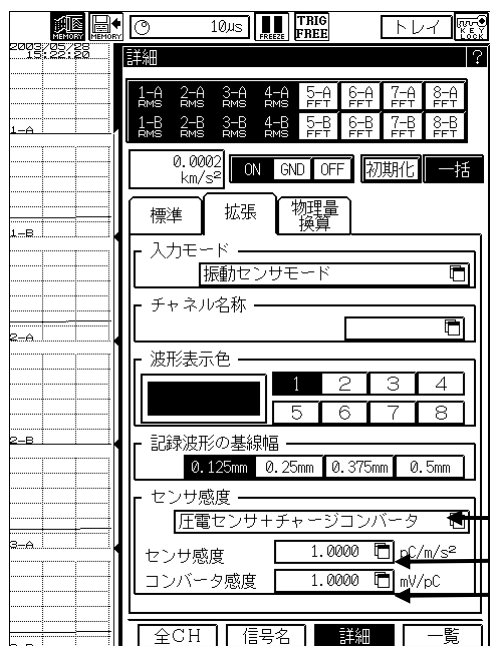 MEMORY
MEMORY
10μs
FREEZE
TRIG
FREE
トレイ
KEY
LOCK
2003/05/28
15:22:20
詳細
?
1-A 2-A 3-A 4-A 5-A 6-A 7-A 8-A
RMS RMS RMS RMS FFT FFT FFT FFT
1-B 2-B 3-B 4-B 5-B 6-B 7-B 8-B
RMS RMS RMS RMS FFT FFT FFT FFT
1-A
0.0002
km/s²
ON GND OFF 初期化 一括
標準 拡張 物理量
換算
1-B
入力モード
振動センサモード
チャネル名称
2-A
波形表示色
1 2 3 4
5 6 7 8
2-B
記録波形の基線幅
0.125mm 0.25mm 0.375mm 0.5mm
センサ感度
圧電センサ+チャージコンバータ
3-A
センサ感度 1.0000 pC/m/s²
コンバータ感度 1.0000 mV/pC
全CH 信号名 詳細 一覧